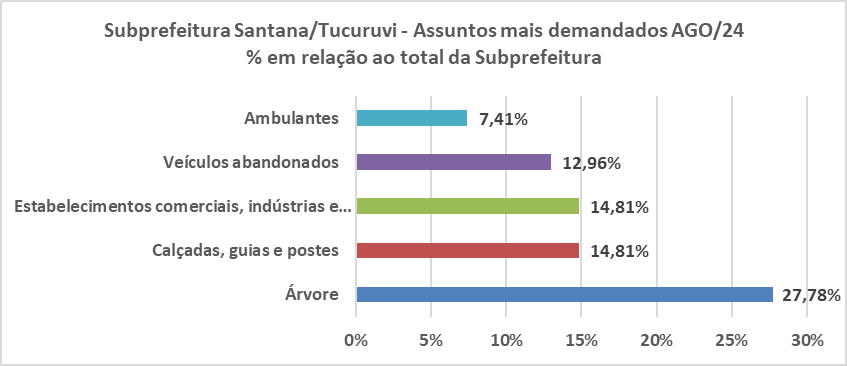 Subprefeitura Santana/Tucuruvi - Assuntos mais demandados AGO/24
% em relação ao total da Subprefeitura
Ambulantes 7,41%
Veículos abandonados 12,96%
Estabelecimentos comerciais, indústrias e... 14,81%
Calçadas, guias e postes 14,81%
Árvore 27,78%
0% 5% 10% 15% 20% 25% 30%